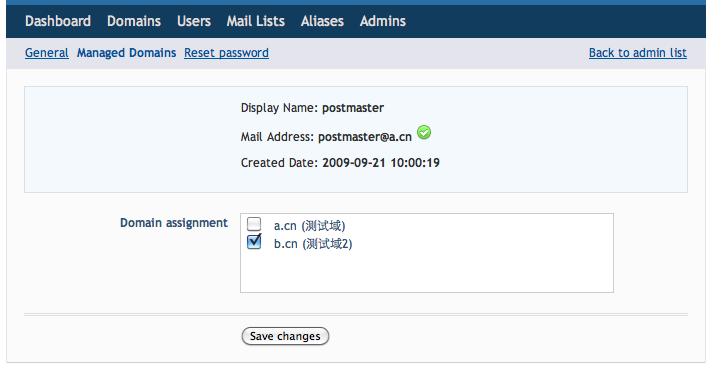 Dashboard Domains Users Mail Lists Aliases Admins
General Managed Domains Reset password Back to admin list
Display Name: postmaster
Mail Address: postmaster@a.cn
Created Date: 2009-09-21 10:00:19
Domain assignment
a.cn (测试域)
b.cn (测试域2)
Save changes